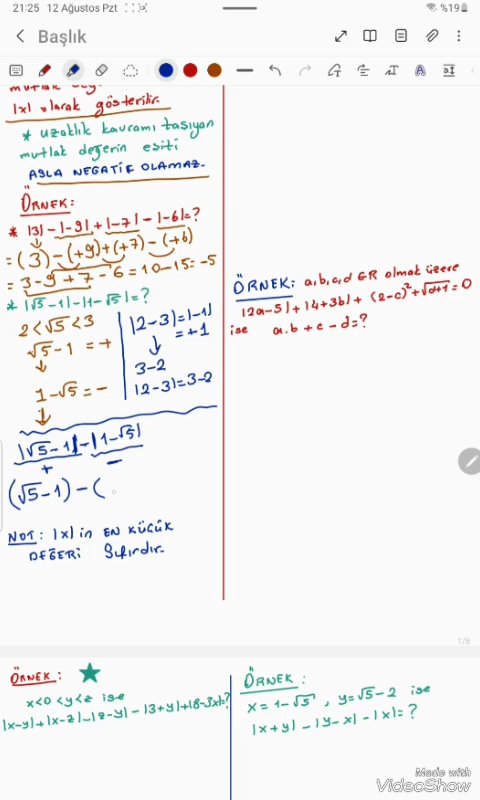 21:25 12 Ağustos Pzt %19
Başlık
|x| olarak gösterilir.
* uzaklık kavramı taşıyan
mutlak değerin eşiti
ASLA NEGATİF OLAMAZ.
ÖRNEK:
* |3|-|-9|+|-7|-|-6|=?
=(3)-(+9)+(+7)-(+6)
=3-9+7-6=10-15=-5
* |√5-1|-|1-√5|=?
2<√5<3
√5-1=+
1-√5=-
|2-3|=|-1|
=+1
3-2
|2-3|=3-2
|√5-1|-|1-√5|
+ -
(√5-1)-(
NOT: |x| in EN KÜÇÜK
DEĞERİ Sıfırdır.
ÖRNEK: a,b,c,d ∈R olmak üzere
|2a-5|+|4+3b|+(2-c)²+√d+1=0
ise a.b+c-d=?
1/8
ÖRNEK:
x<0<y<z ise
|x-y|+|x-z|-|z-y|-|3+y|+|8-3x|=?
ÖRNEK:
x=1-√5, y=√5-2 ise
|x+y|-|y-x|-|x|=?
Made with
VideoShow